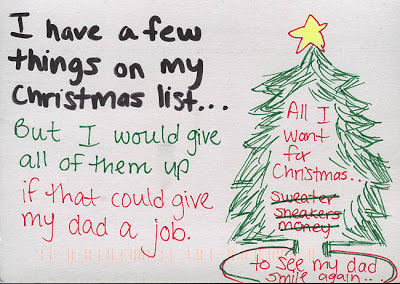 I have a few
things on my
Christmas list...
But I would give
all of them up
if that could give
my dad a job.
All I
Want
for
Christmas...
sweater
sneakers
money
to see my dad
smile again...